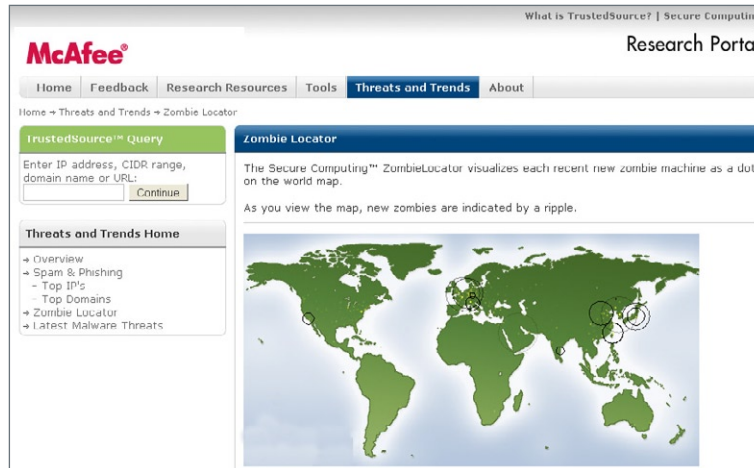 What is TrustedSource? | Secure Computin
McAfee®
Research Porta
Home Feedback Research Resources Tools Threats and Trends About
Home → Threats and Trends → Zombie Locator
TrustedSource™ Query
Enter IP address, CIDR range,
domain name or URL:
Continue
Threats and Trends Home
→ Overview
→ Spam & Phishing
– Top IP's
– Top Domains
→ Zombie Locator
→ Latest Malware Threats
Zombie Locator
The Secure Computing™ ZombieLocator visualizes each recent new zombie machine as a dot
on the world map.
As you view the map, new zombies are indicated by a ripple.